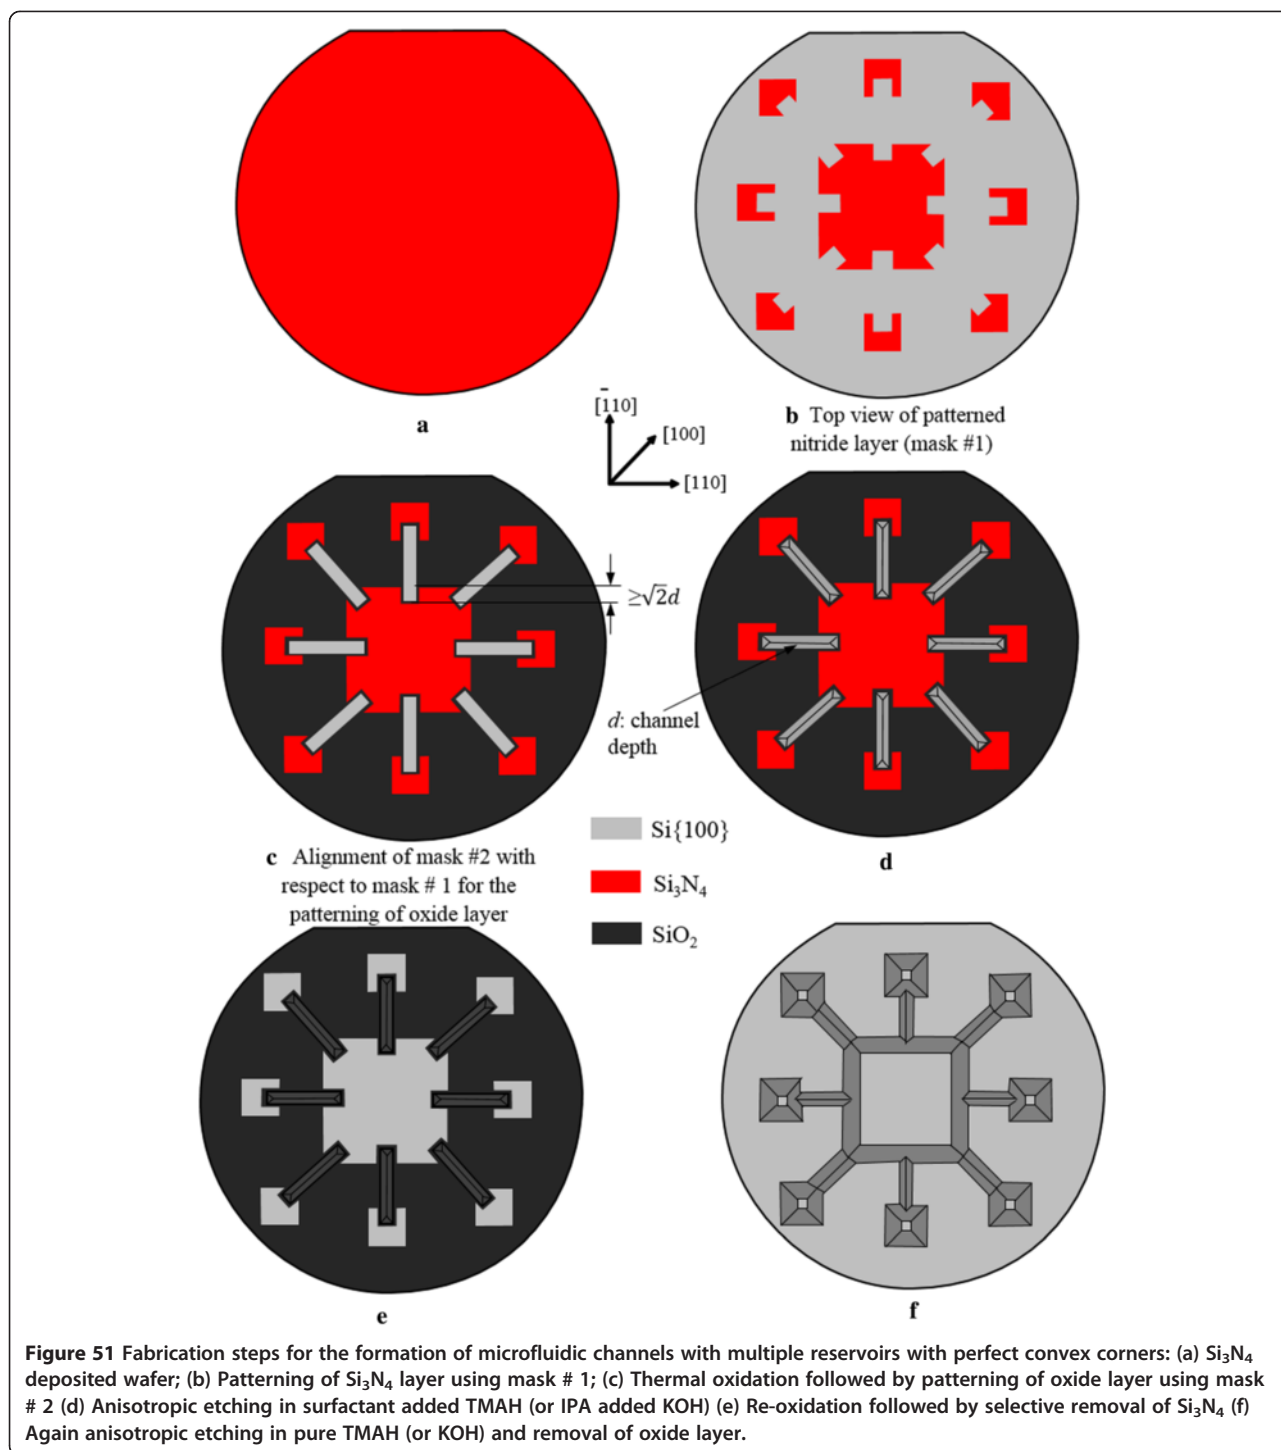 a
b Top view of patterned
nitride layer (mask #1)
[1̄10]
[100]
[110]
≥√2d
c Alignment of mask #2 with
respect to mask # 1 for the
patterning of oxide layer
d: channel
depth
d
Si{100}
Si₃N₄
SiO₂
e
f
Figure 51 Fabrication steps for the formation of microfluidic channels with multiple reservoirs with perfect convex corners: (a) Si₃N₄
deposited wafer; (b) Patterning of Si₃N₄ layer using mask # 1; (c) Thermal oxidation followed by patterning of oxide layer using mask
# 2 (d) Anisotropic etching in surfactant added TMAH (or IPA added KOH) (e) Re-oxidation followed by selective removal of Si₃N₄ (f)
Again anisotropic etching in pure TMAH (or KOH) and removal of oxide layer.